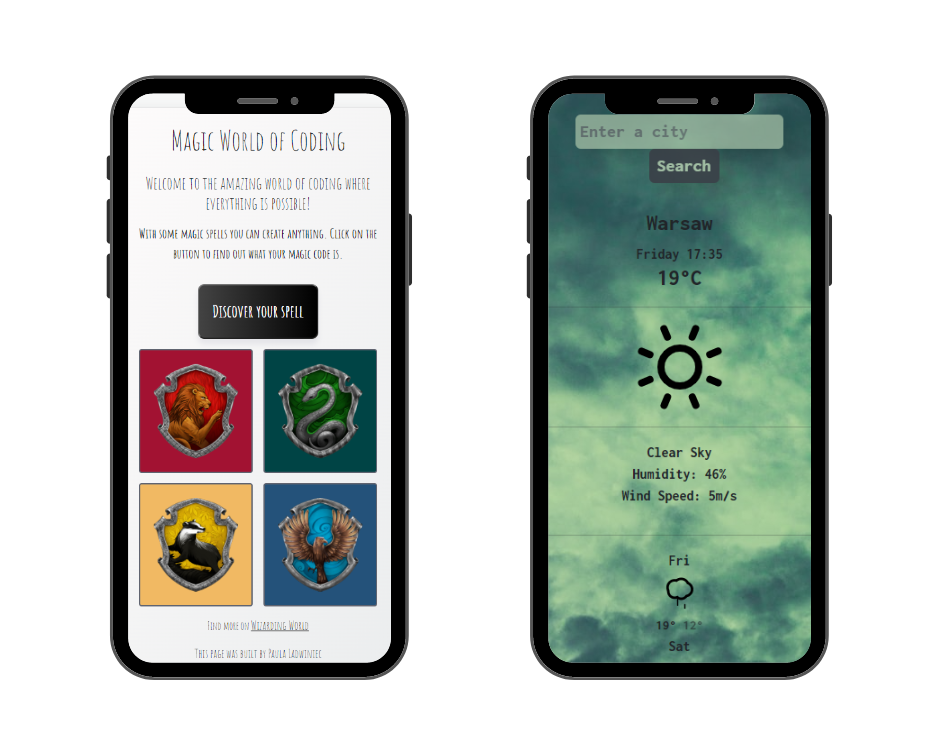 Magic World of Coding
Welcome to the amazing world of coding where
everything is possible!
With some magic spells you can create anything. Click on the
button to find out what your magic code is.
Discover your spell
Find more on Wizarding World
This page was built by Paula Ladwiniec
Enter a city
Search
Warsaw
Friday 17:35
19°C
Clear Sky
Humidity: 46%
Wind Speed: 5m/s
Fri
19° 12°
Sat